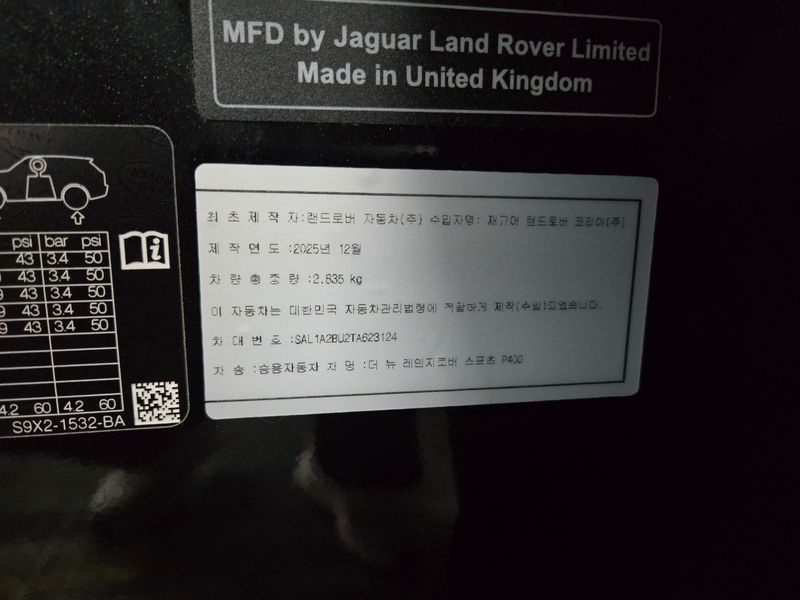 MFD by Jaguar Land Rover Limited
Made in United Kingdom
최초제작자:랜드로버 자동차(주) 수입자명: 재규어 랜드로버 코리아(주)
제작연도:2025년 12월
차량총중량:2.835 kg
이 자동차는 대한민국 자동차관리법령에 적합하게 제작(수입)되었습니다.
차대번호:SAL1A2BU2TA623124
차종:승용자동차 차명:더 뉴 레인지로버 스포츠 P400
psi bar psi
43 3.4 50
43 3.4 50
43 3.4 50
43 3.4 50
43 3.4 50
4.2 60 4.2 60
S9X2-1532-BA